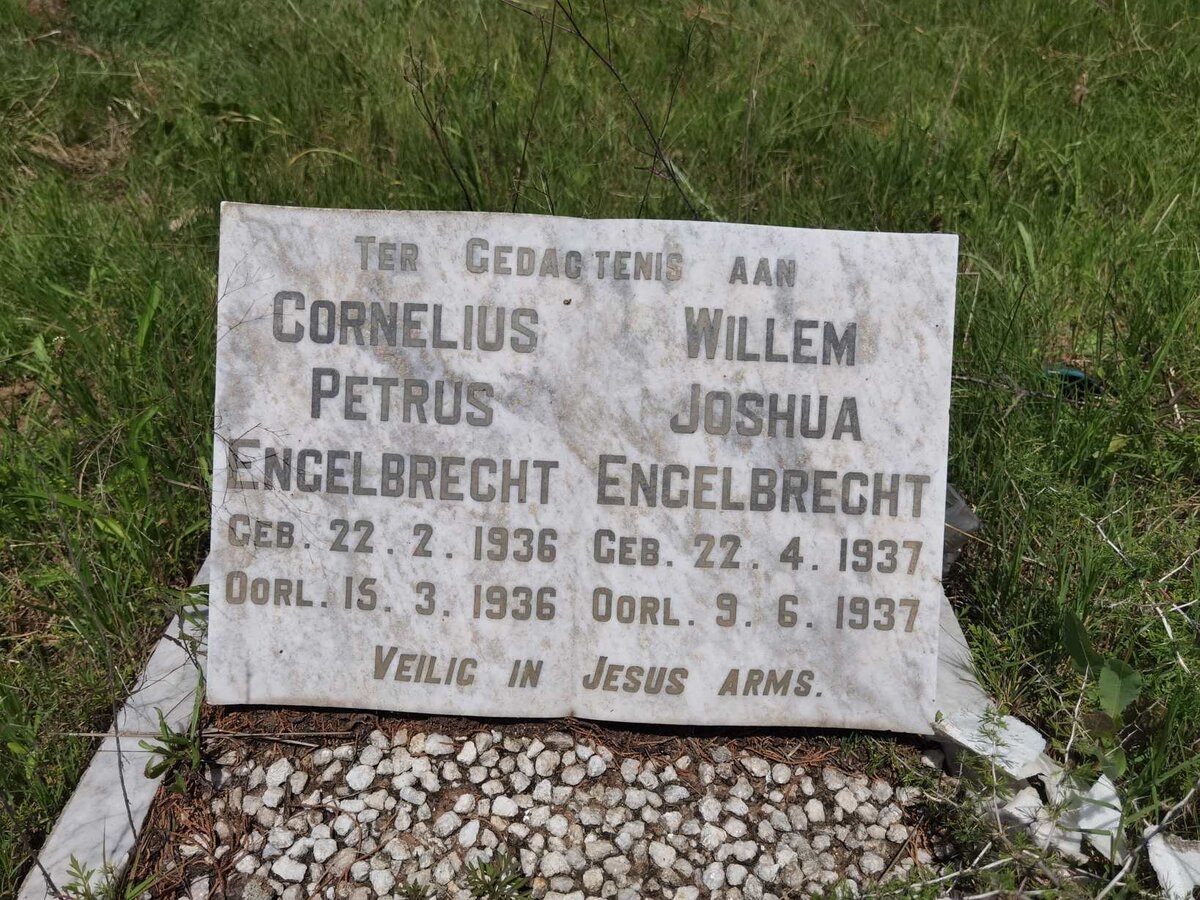 TER GEDAGTENIS AAN
CORNELIUS
PETRUS
ENGELBRECHT
GEB. 22. 2. 1936
OORL. 15. 3. 1936
WILLEM
JOSHUA
ENGELBRECHT
GEB. 22. 4. 1937
OORL. 9. 6. 1937
VEILIG IN JESUS ARMS.